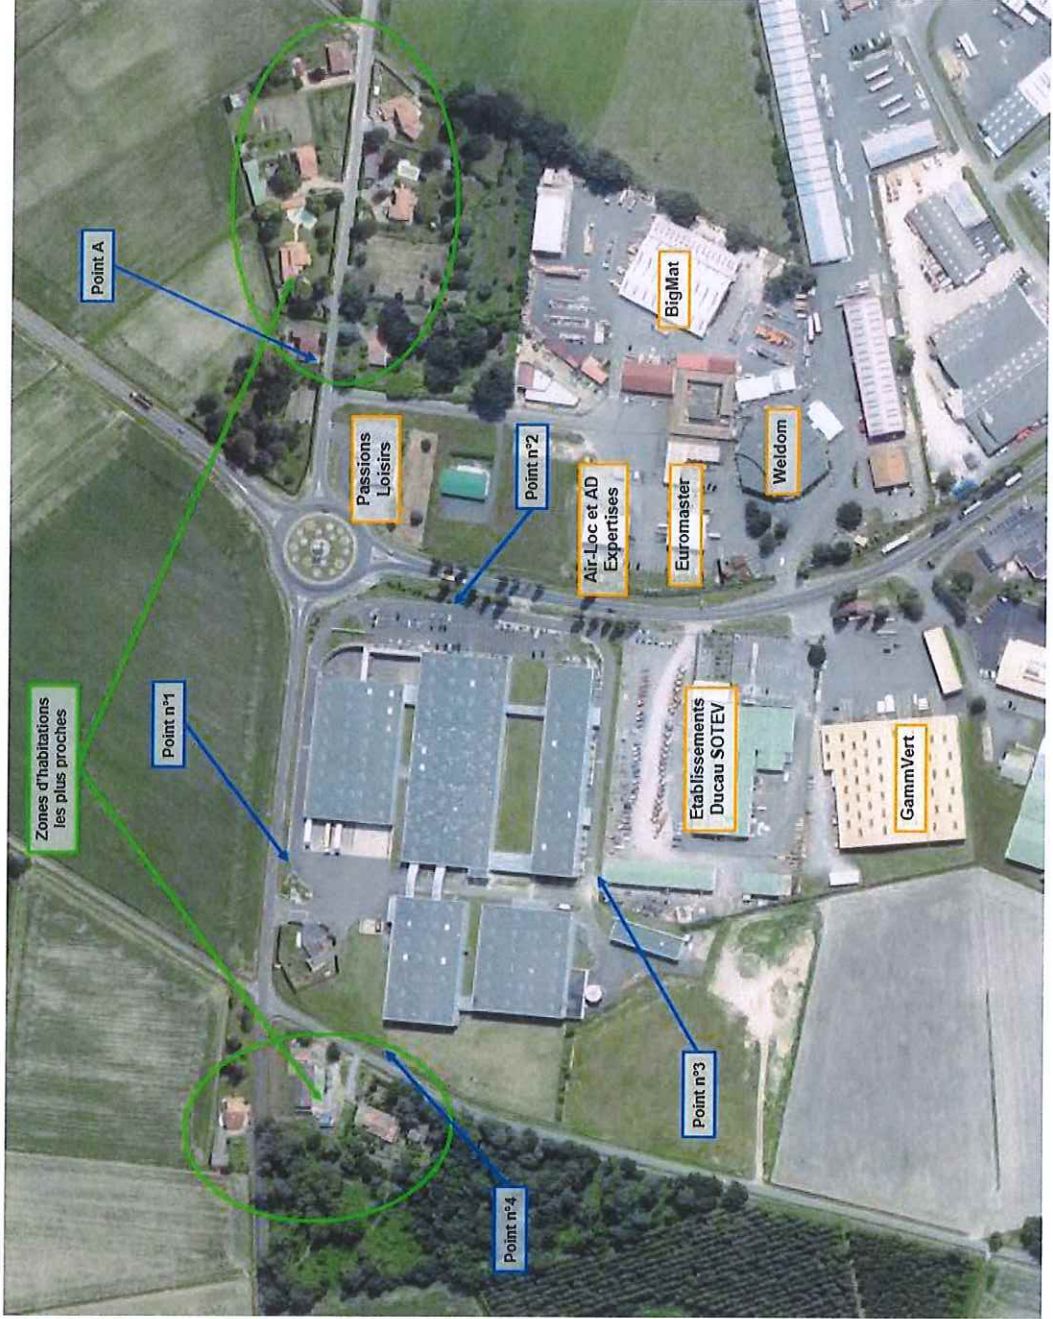 Zones d'habitations
les plus proches
Point A
Point n°1
Passions
Loisirs
Point n°4
Point n°2
Air-Loc et AD
Expertises
BigMat
Euromaster
Point n°3
Etablissements
Ducau SOTEV
Weldom
GammVert